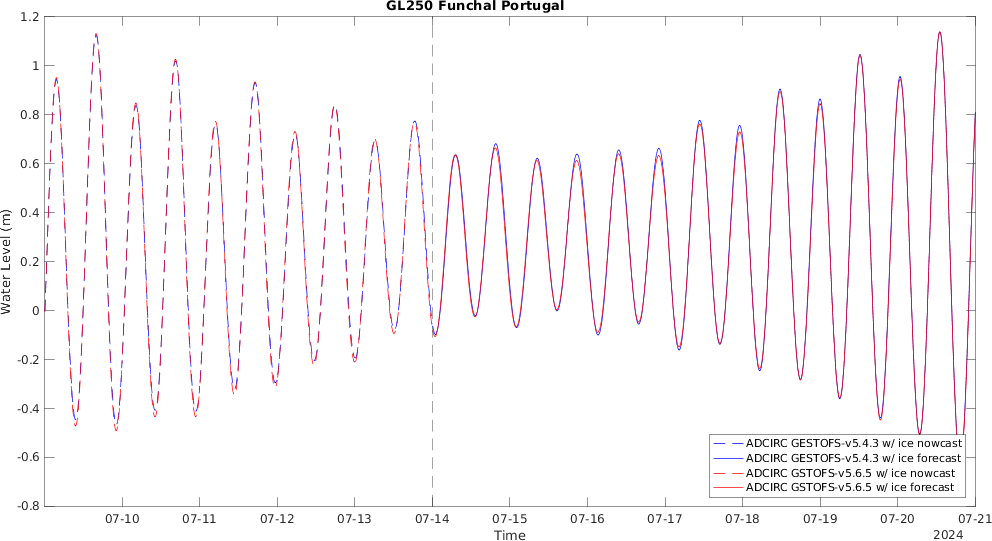 GL250 Funchal Portugal
1.2
1
0.8
0.6
0.4
0.2
0
-0.2
-0.4
-0.6
-0.8
Water Level (m)
ADCIRC GESTOFS-v5.4.3 w/ ice nowcast
ADCIRC GESTOFS-v5.4.3 w/ ice forecast
ADCIRC GSTOFS-v5.6.5 w/ ice nowcast
ADCIRC GSTOFS-v5.6.5 w/ ice forecast
07-10 07-11 07-12 07-13 07-14 07-15 07-16 07-17 07-18 07-19 07-20 07-21
Time
2024